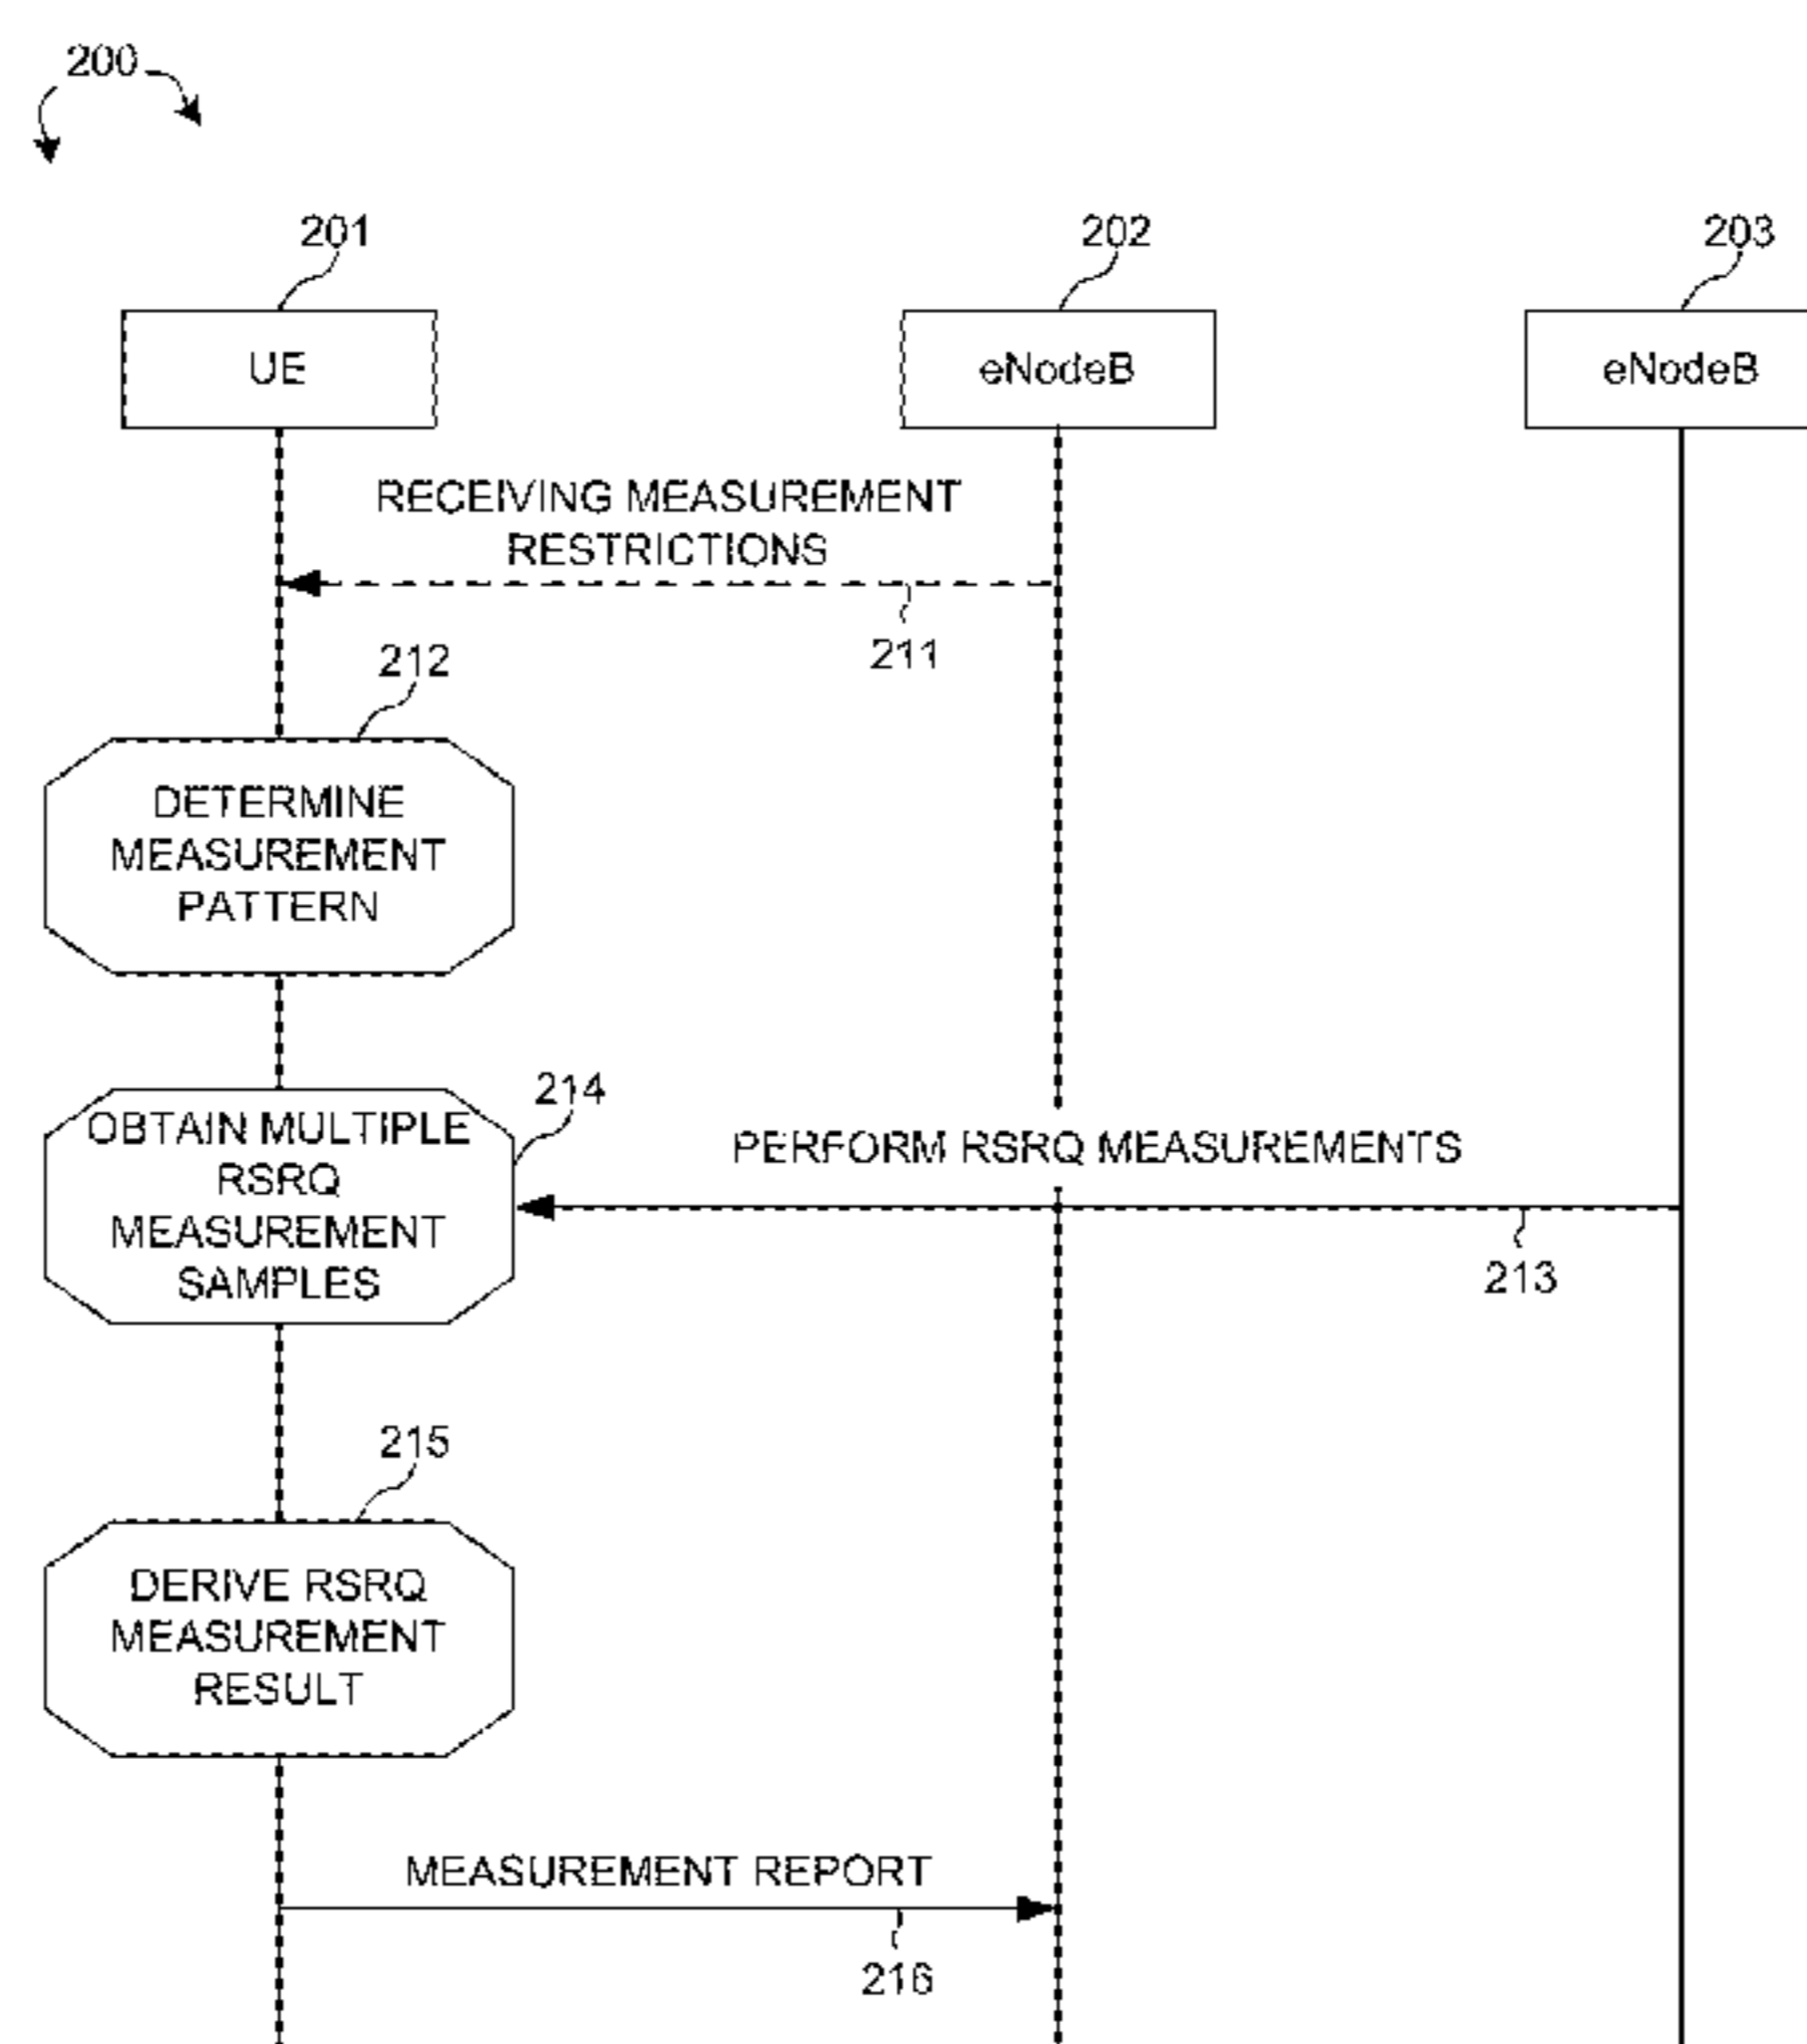 200
201
202
203
UE
eNodeB
eNodeB
RECEIVING MEASUREMENT
RESTRICTIONS
211
212
DETERMINE
MEASUREMENT
PATTERN
214
OBTAIN MULTIPLE
RSRQ
MEASUREMENT
SAMPLES
PERFORM RSRQ MEASUREMENTS
213
215
DERIVE RSRQ
MEASUREMENT
RESULT
MEASUREMENT REPORT
216